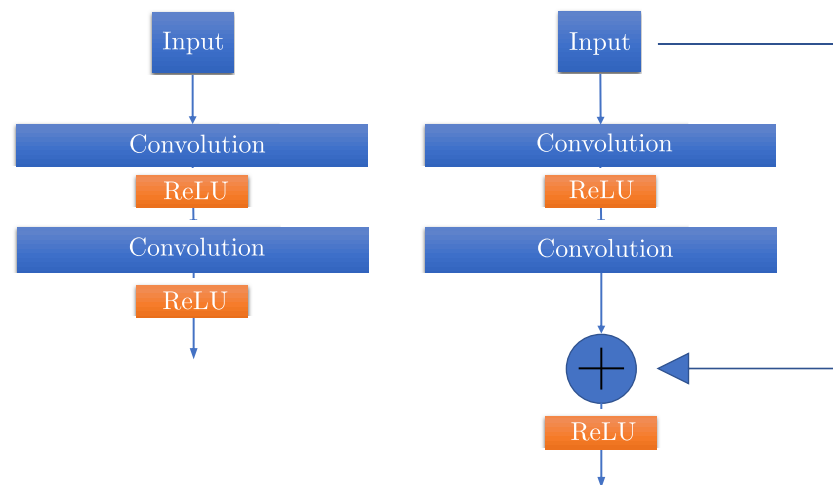 Input
Convolution
ReLU
Convolution
ReLU
Input
Convolution
ReLU
Convolution
ReLU